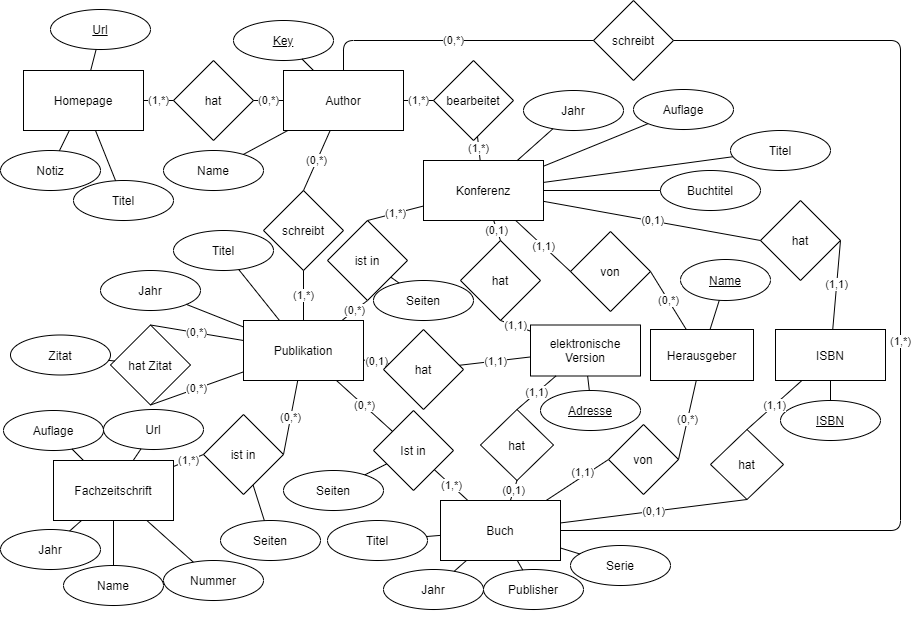 Url
Key
(0,*)
schreibt
Homepage
(1,*)
hat
(0,*)
Author
(1,*)
bearbeitet
Jahr
Auflage
Notiz
Titel
Name
(0,*)
(1,*)
Titel
Konferenz
Buchtitel
(1,*)
(0,1)
(0,1)
schreibt
Titel
ist in
(1,1)
hat
hat
von
Name
(1,1)
Jahr
(1,*)
Seiten
(0,*)
(0,*)
(0,*)
(1,1)
Zitat
hat Zitat
Publikation
(0,1)
hat
(1,1)
elektronische
Version
Herausgeber
ISBN
(1,*)
(0,*)
(0,*)
(0,*)
(1,1)
Adresse
(0,*)
(1,1)
ISBN
Auflage
Url
ist in
(1,*)
Ist in
hat
von
hat
(1,1)
Fachzeitschrift
Seiten
(1,*)
(0,1)
(0,1)
Jahr
Seiten
Titel
Buch
Name
Nummer
Jahr
Publisher
Serie